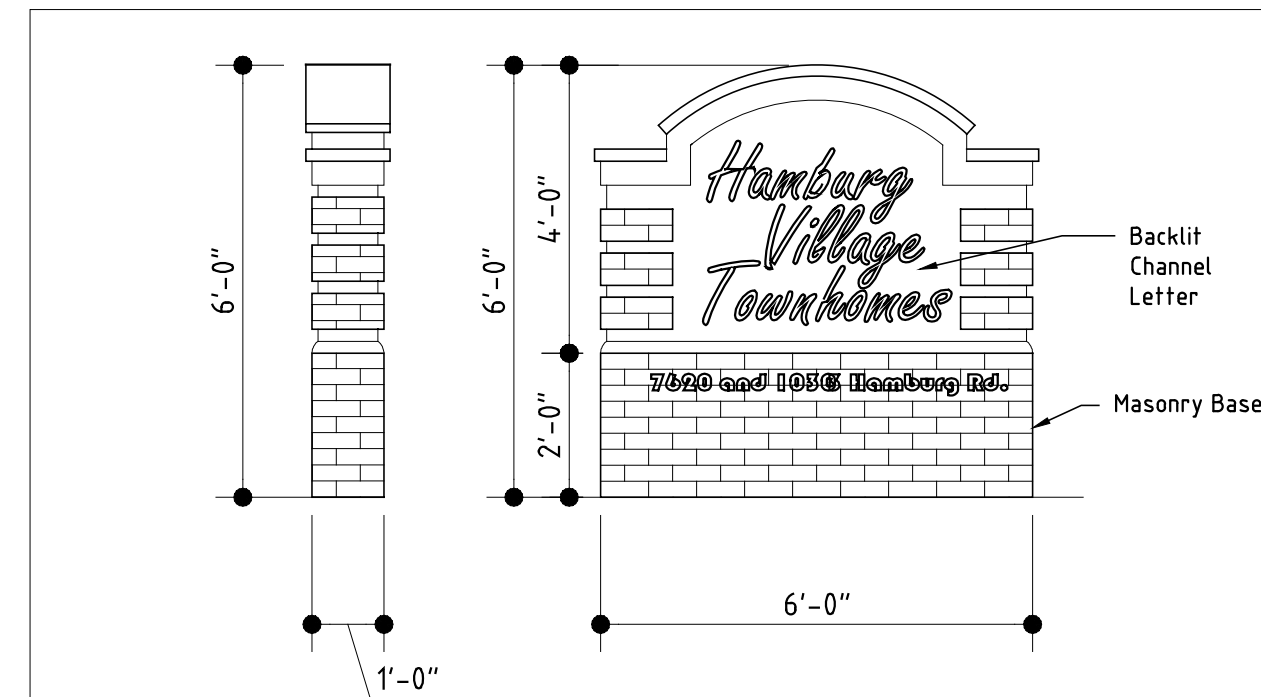 6'-0"
6'-0"
4'-0"
2'-0"
Hamburg
Village
Townhomes
Backlit
Channel
Letter
7620 and Hamburg Rd.
Masonry Base
6'-0"
1'-0"